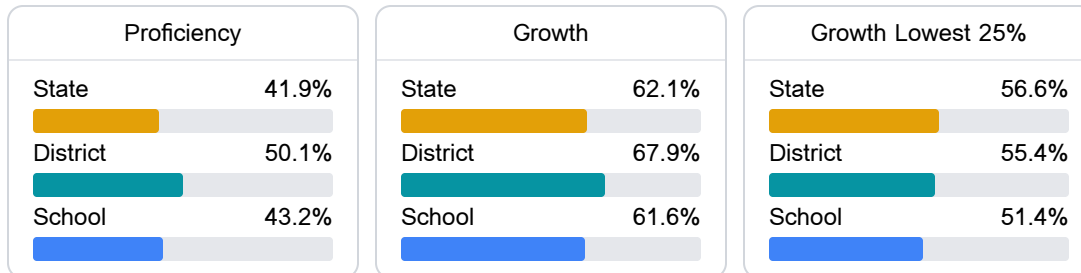 Proficiency
State 41.9%
District 50.1%
School 43.2%
Growth
State 62.1%
District 67.9%
School 61.6%
Growth Lowest 25%
State 56.6%
District 55.4%
School 51.4%